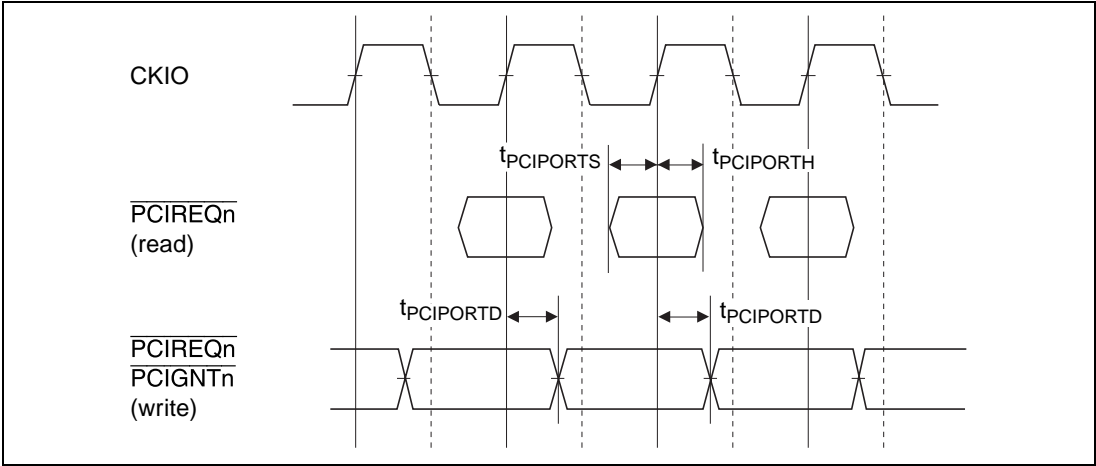 CKIO
tPCIPORTS
tPCIPORTH
PCIREQn
(read)
tPCIPORTD
tPCIPORTD
PCIREQn
PCIGNTn
(write)